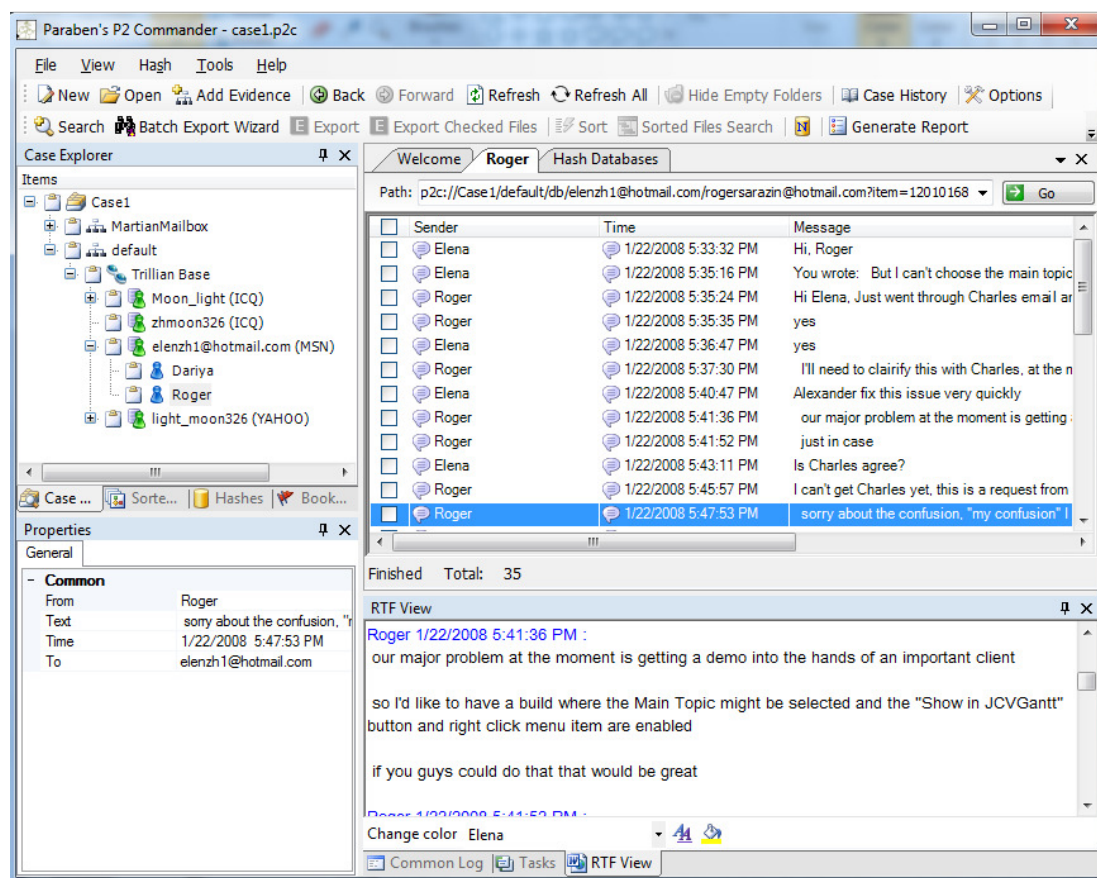 Paraben's P2 Commander - case1.p2c
File View Hash Tools Help
New Open Add Evidence Back Forward Refresh Refresh All Hide Empty Folders Case History Options
Search Batch Export Wizard Export Export Checked Files Sort Sorted Files Search Generate Report
Case Explorer
Items
Case1
MartianMailbox
default
Trillian Base
Moon_light (ICQ)
zhmoon326 (ICQ)
elenzh1@hotmail.com (MSN)
Dariya
Roger
light_moon326 (YAHOO)
Case ... Sorte... Hashes Book...
Properties
General
Common
From Roger
Text sorry about the confusion, "r
Time 1/22/2008 5:47:53 PM
To elenzh1@hotmail.com
Welcome Roger Hash Databases
Path: p2c://Case1/default/db/elenzh1@hotmail.com/rogersarazin@hotmail.com?item=12010168 Go
Sender Time Message
Elena 1/22/2008 5:33:32 PM Hi, Roger
Elena 1/22/2008 5:35:16 PM You wrote: But I can't choose the main topic
Roger 1/22/2008 5:35:24 PM Hi Elena, Just went through Charles email ar
Roger 1/22/2008 5:35:35 PM yes
Elena 1/22/2008 5:36:47 PM yes
Roger 1/22/2008 5:37:30 PM I'll need to clairify this with Charles, at the n
Elena 1/22/2008 5:40:47 PM Alexander fix this issue very quickly
Roger 1/22/2008 5:41:36 PM our major problem at the moment is getting
Roger 1/22/2008 5:41:52 PM just in case
Elena 1/22/2008 5:43:11 PM Is Charles agree?
Roger 1/22/2008 5:45:57 PM I can't get Charles yet, this is a request from
Roger 1/22/2008 5:47:53 PM sorry about the confusion, "my confusion" I
Finished Total: 35
RTF View
Roger 1/22/2008 5:41:36 PM :
our major problem at the moment is getting a demo into the hands of an important client
so I'd like to have a build where the Main Topic might be selected and the "Show in JCVGantt"
button and right click menu item are enabled
if you guys could do that that would be great
Roger 1/22/2008 5:41:52 PM :
Change color Elena
Common Log Tasks RTF View